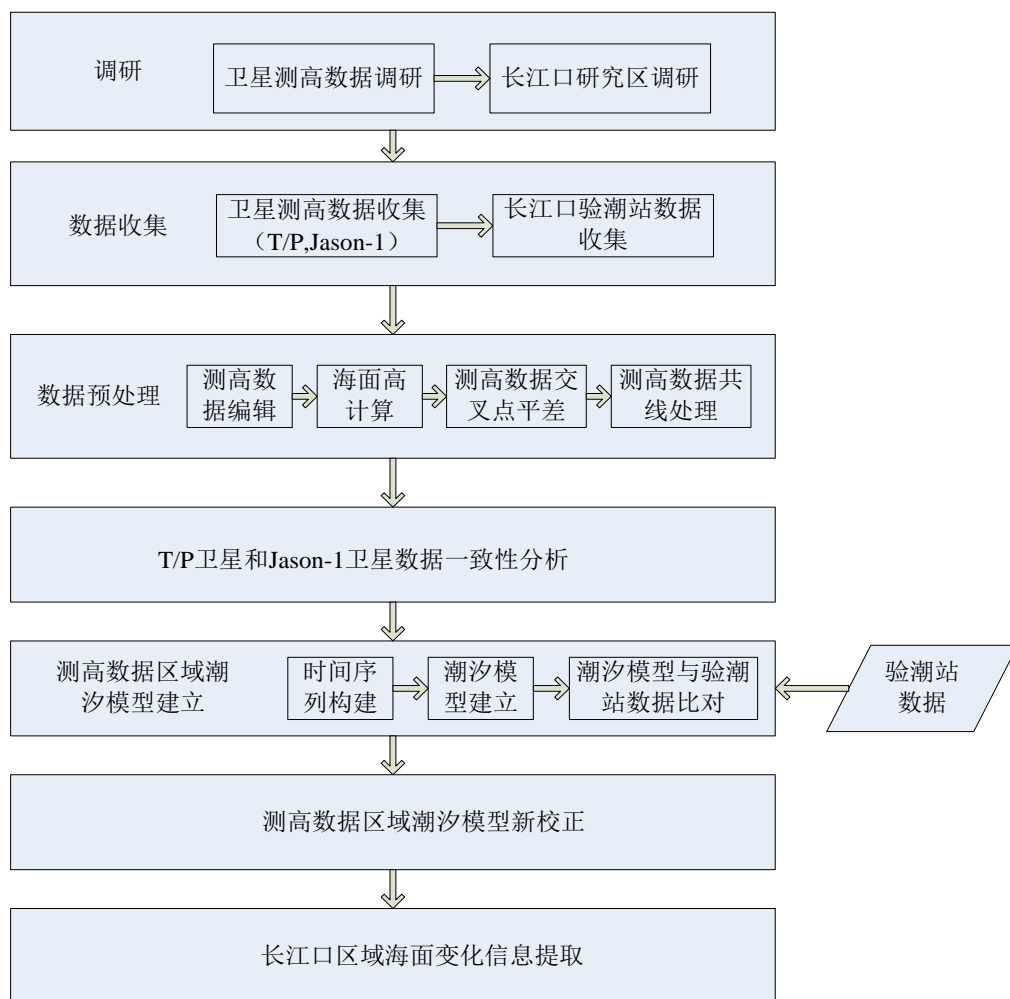 调研
卫星测高数据调研
长江口研究区调研
数据收集
卫星测高数据收集
（T/P,Jason-1）
长江口验潮站数据
收集
数据预处理
测高数
据编辑
海面高
计算
测高数据交
叉点平差
测高数据共
线处理
T/P卫星和Jason-1卫星数据一致性分析
测高数据区域潮
汐模型建立
时间序
列构建
潮汐模
型建立
潮汐模型与验潮
站数据比对
验潮站
数据
测高数据区域潮汐模型新校正
长江口区域海面变化信息提取